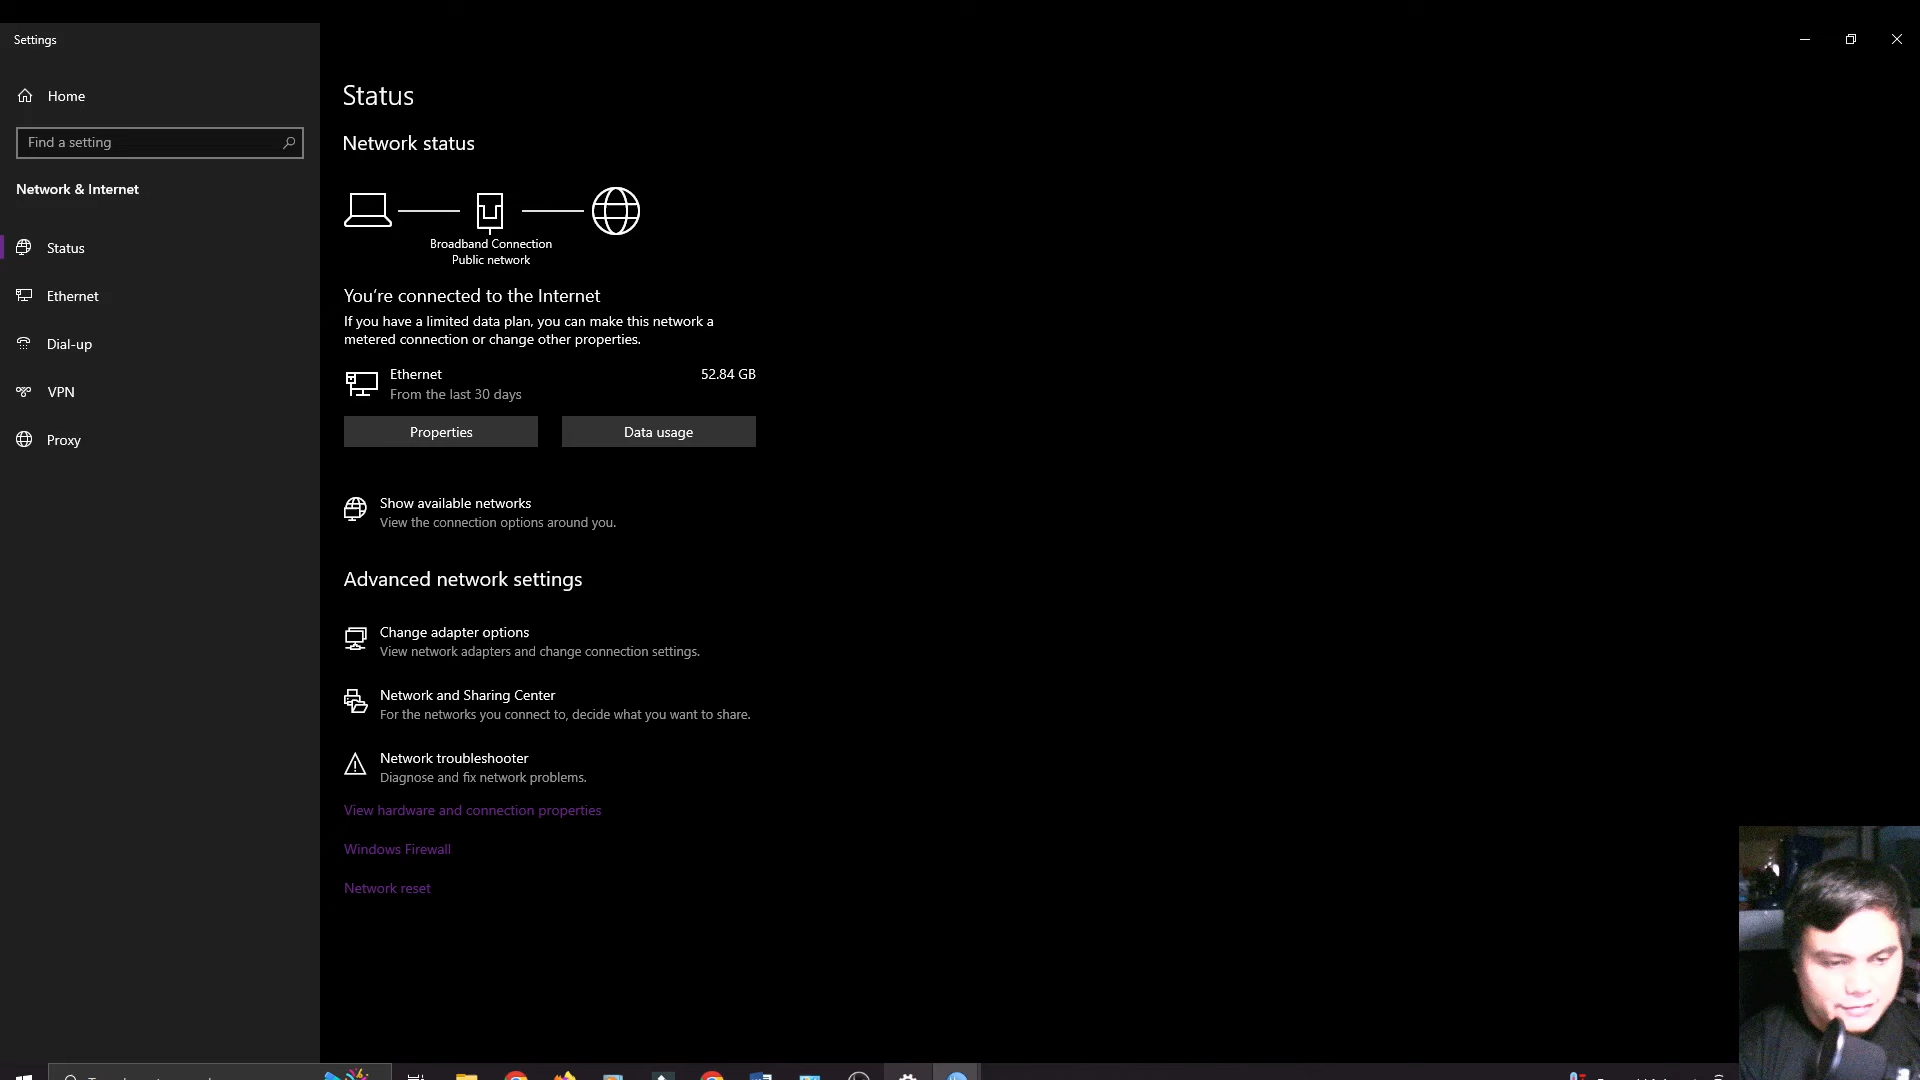 Settings
Home
Find a setting
Network & Internet
Status
Ethernet
Dial-up
VPN
Proxy
Status
Network status
Broadband Connection
Public network
You're connected to the Internet
If you have a limited data plan, you can make this network a
metered connection or change other properties.
Ethernet 52.84 GB
From the last 30 days
Properties Data usage
Show available networks
View the connection options around you.
Advanced network settings
Change adapter options
View network adapters and change connection settings.
Network and Sharing Center
For the networks you connect to, decide what you want to share.
Network troubleshooter
Diagnose and fix network problems.
View hardware and connection properties
Windows Firewall
Network reset